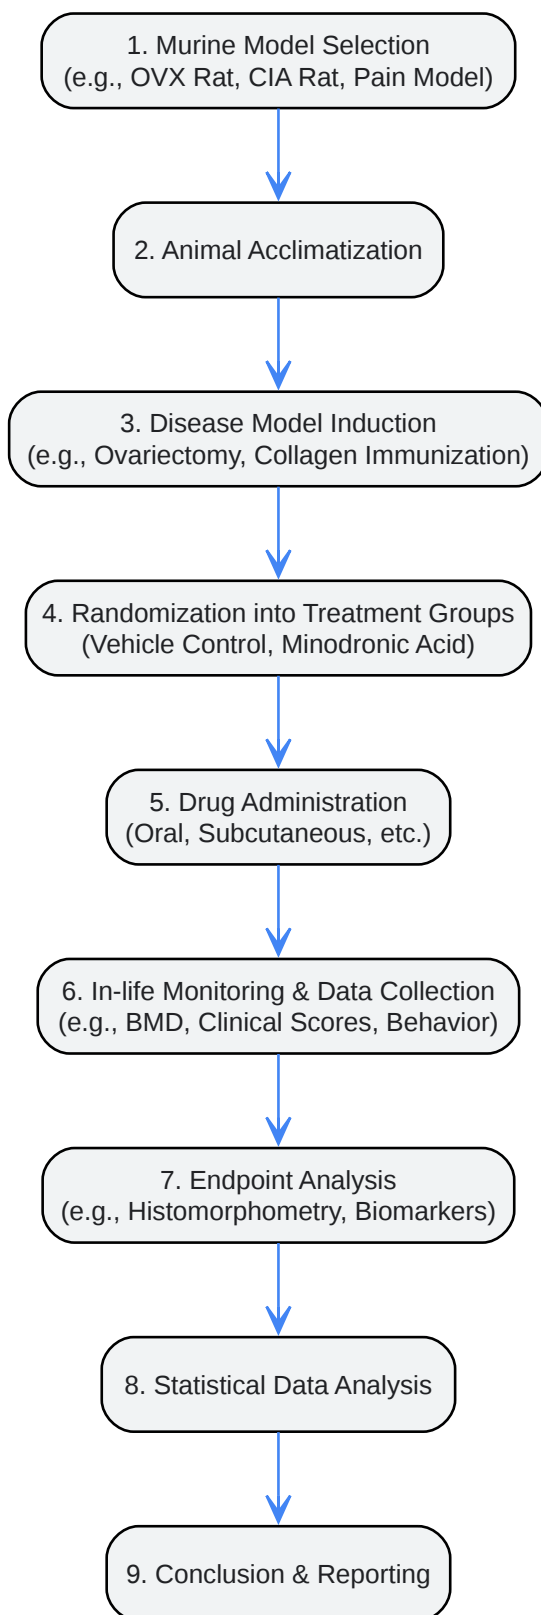 1. Murine Model Selection
(e.g., OVX Rat, CIA Rat, Pain Model)
2. Animal Acclimatization
3. Disease Model Induction
(e.g., Ovariectomy, Collagen Immunization)
4. Randomization into Treatment Groups
(Vehicle Control, Minodronic Acid)
5. Drug Administration
(Oral, Subcutaneous, etc.)
6. In-life Monitoring & Data Collection
(e.g., BMD, Clinical Scores, Behavior)
7. Endpoint Analysis
(e.g., Histomorphometry, Biomarkers)
8. Statistical Data Analysis
9. Conclusion & Reporting